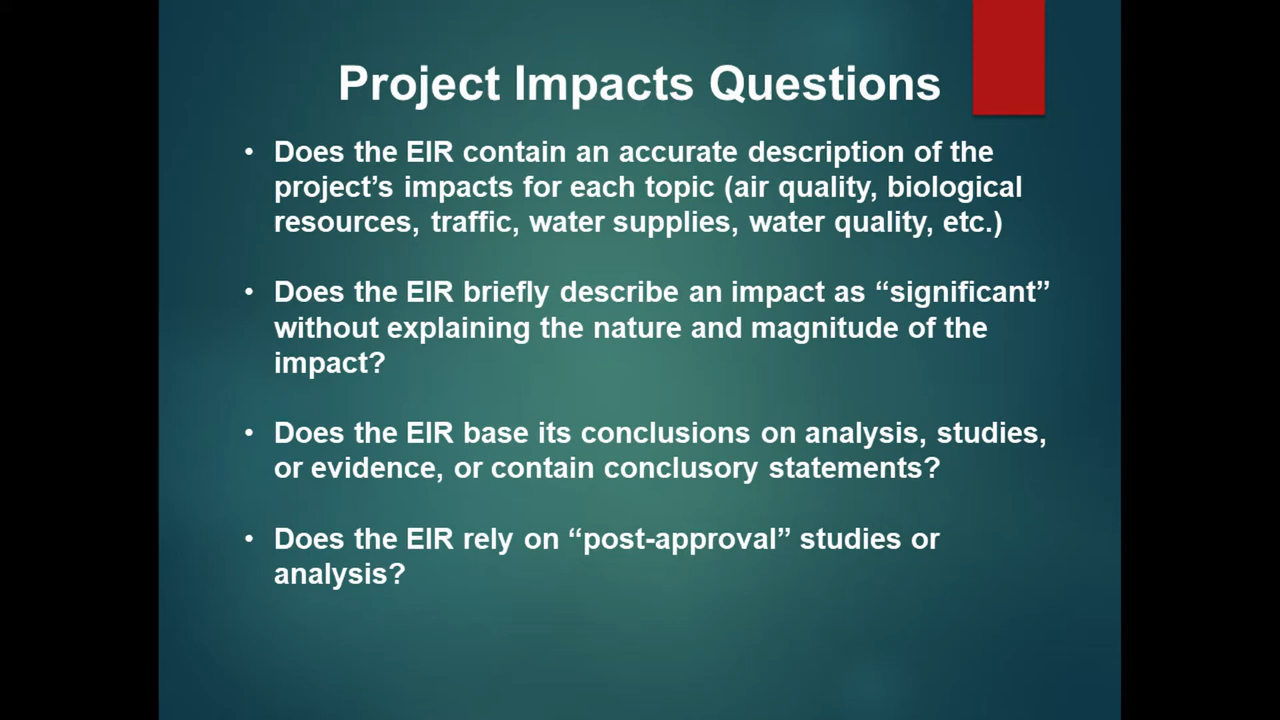 Project Impacts Questions
• Does the EIR contain an accurate description of the
project’s impacts for each topic (air quality, biological
resources, traffic, water supplies, water quality, etc.)
• Does the EIR briefly describe an impact as “significant”
without explaining the nature and magnitude of the
impact?
• Does the EIR base its conclusions on analysis, studies,
or evidence, or contain conclusory statements?
• Does the EIR rely on “post-approval” studies or
analysis?